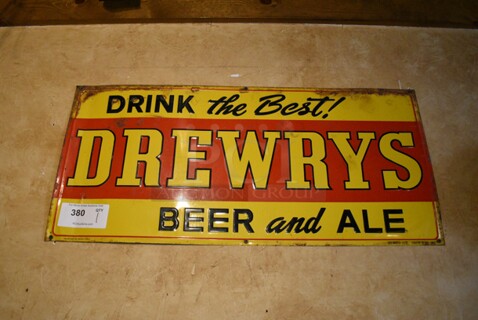 DRINK the Best!
DREWRYS
BEER and ALE
380